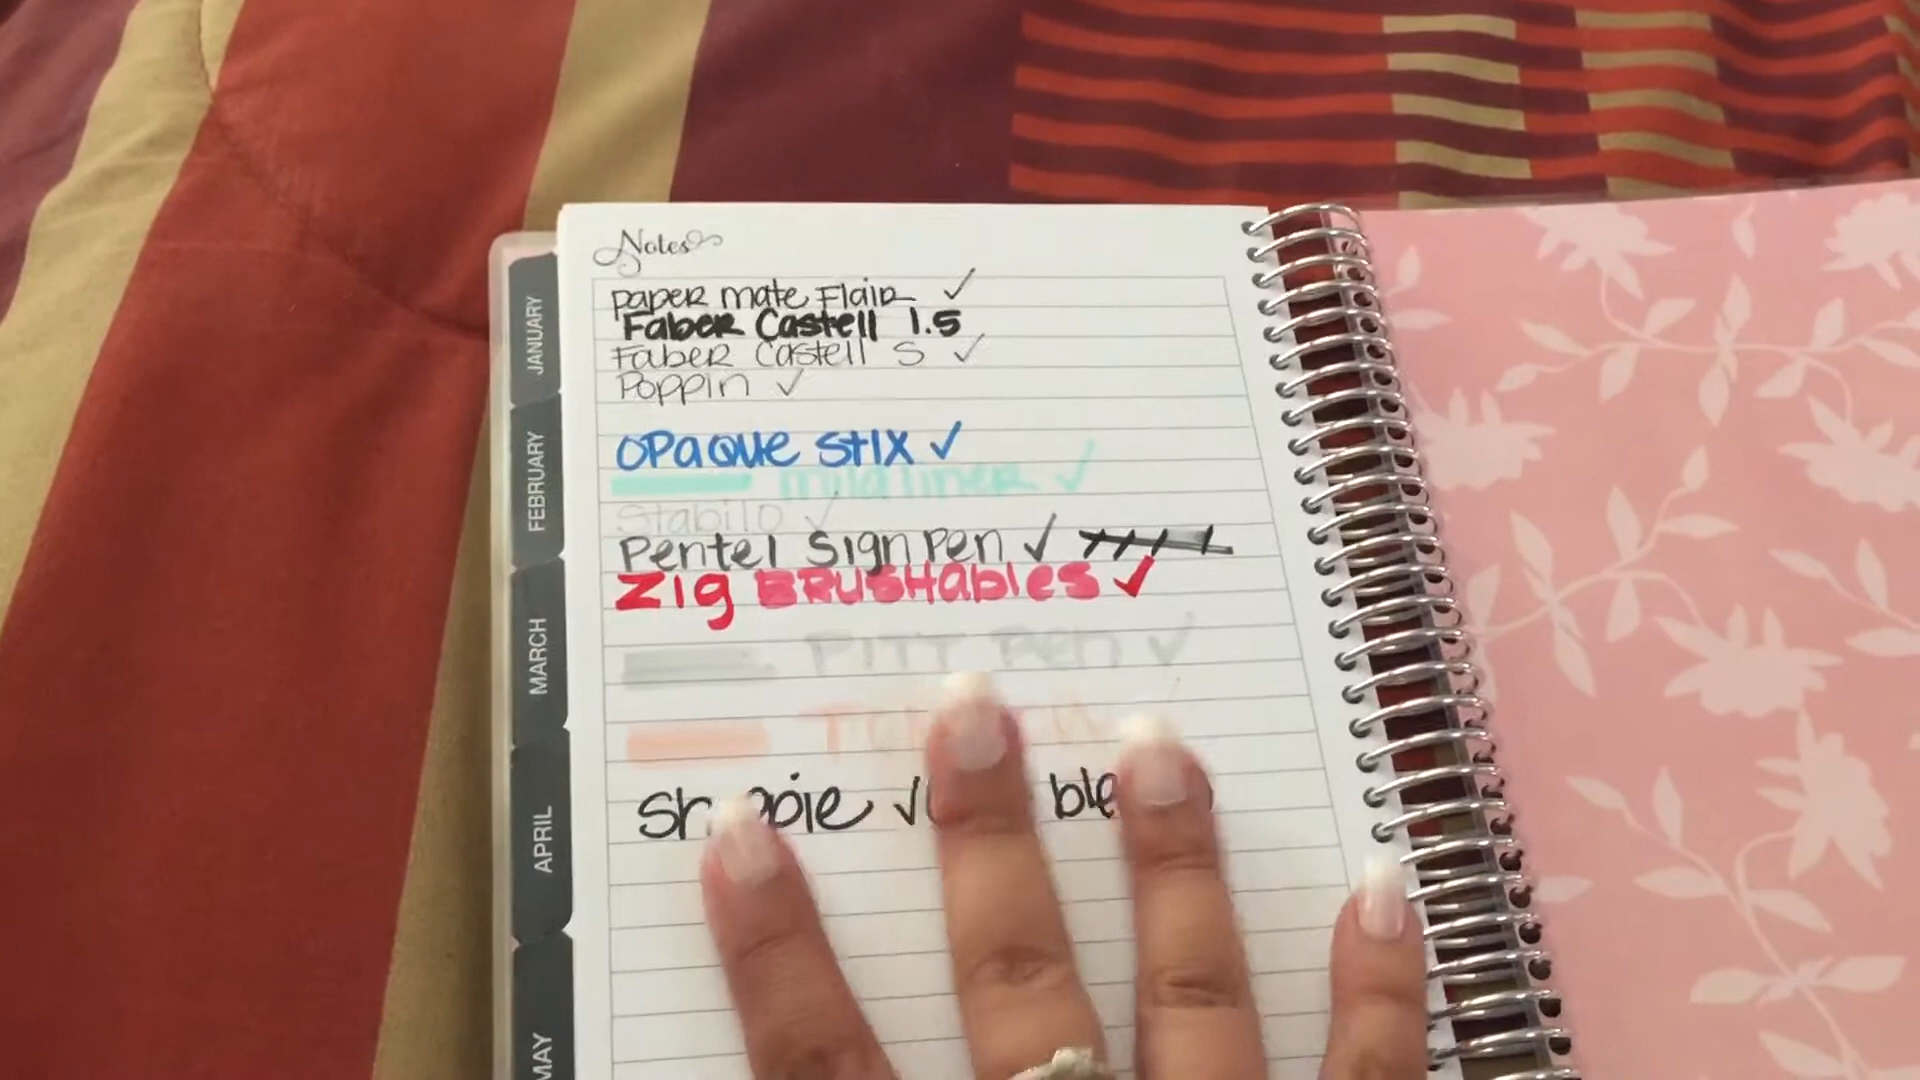 Notes
paper mate Flair ✓
Faber Castell 1.5
Faber Castell S ✓
Poppin ✓
opaque stix ✓
mildliner ✓
Stabilo ✓
Pentel Sign Pen ✓
Zig BRUSHables ✓
PITT Pen ✓
JANUARY
FEBRUARY
MARCH
APRIL
MAY